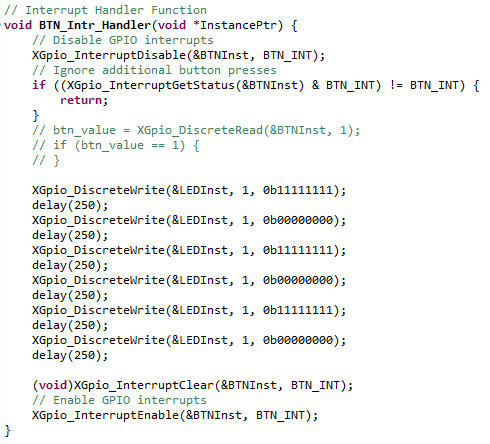 // Interrupt Handler Function
void BTN_Intr_Handler(void *InstancePtr) {
    // Disable GPIO interrupts
    XGpio_InterruptDisable(&BTNInst, BTN_INT);
    // Ignore additional button presses
    if ((XGpio_InterruptGetStatus(&BTNInst) & BTN_INT) != BTN_INT) {
        return;
    }
    // btn_value = XGpio_DiscreteRead(&BTNInst, 1);
    // if (btn_value == 1) {
    // }

    XGpio_DiscreteWrite(&LEDInst, 1, 0b11111111);
    delay(250);
    XGpio_DiscreteWrite(&LEDInst, 1, 0b00000000);
    delay(250);
    XGpio_DiscreteWrite(&LEDInst, 1, 0b11111111);
    delay(250);
    XGpio_DiscreteWrite(&LEDInst, 1, 0b00000000);
    delay(250);
    XGpio_DiscreteWrite(&LEDInst, 1, 0b11111111);
    delay(250);
    XGpio_DiscreteWrite(&LEDInst, 1, 0b00000000);
    delay(250);

    (void)XGpio_InterruptClear(&BTNInst, BTN_INT);
    // Enable GPIO interrupts
    XGpio_InterruptEnable(&BTNInst, BTN_INT);
}